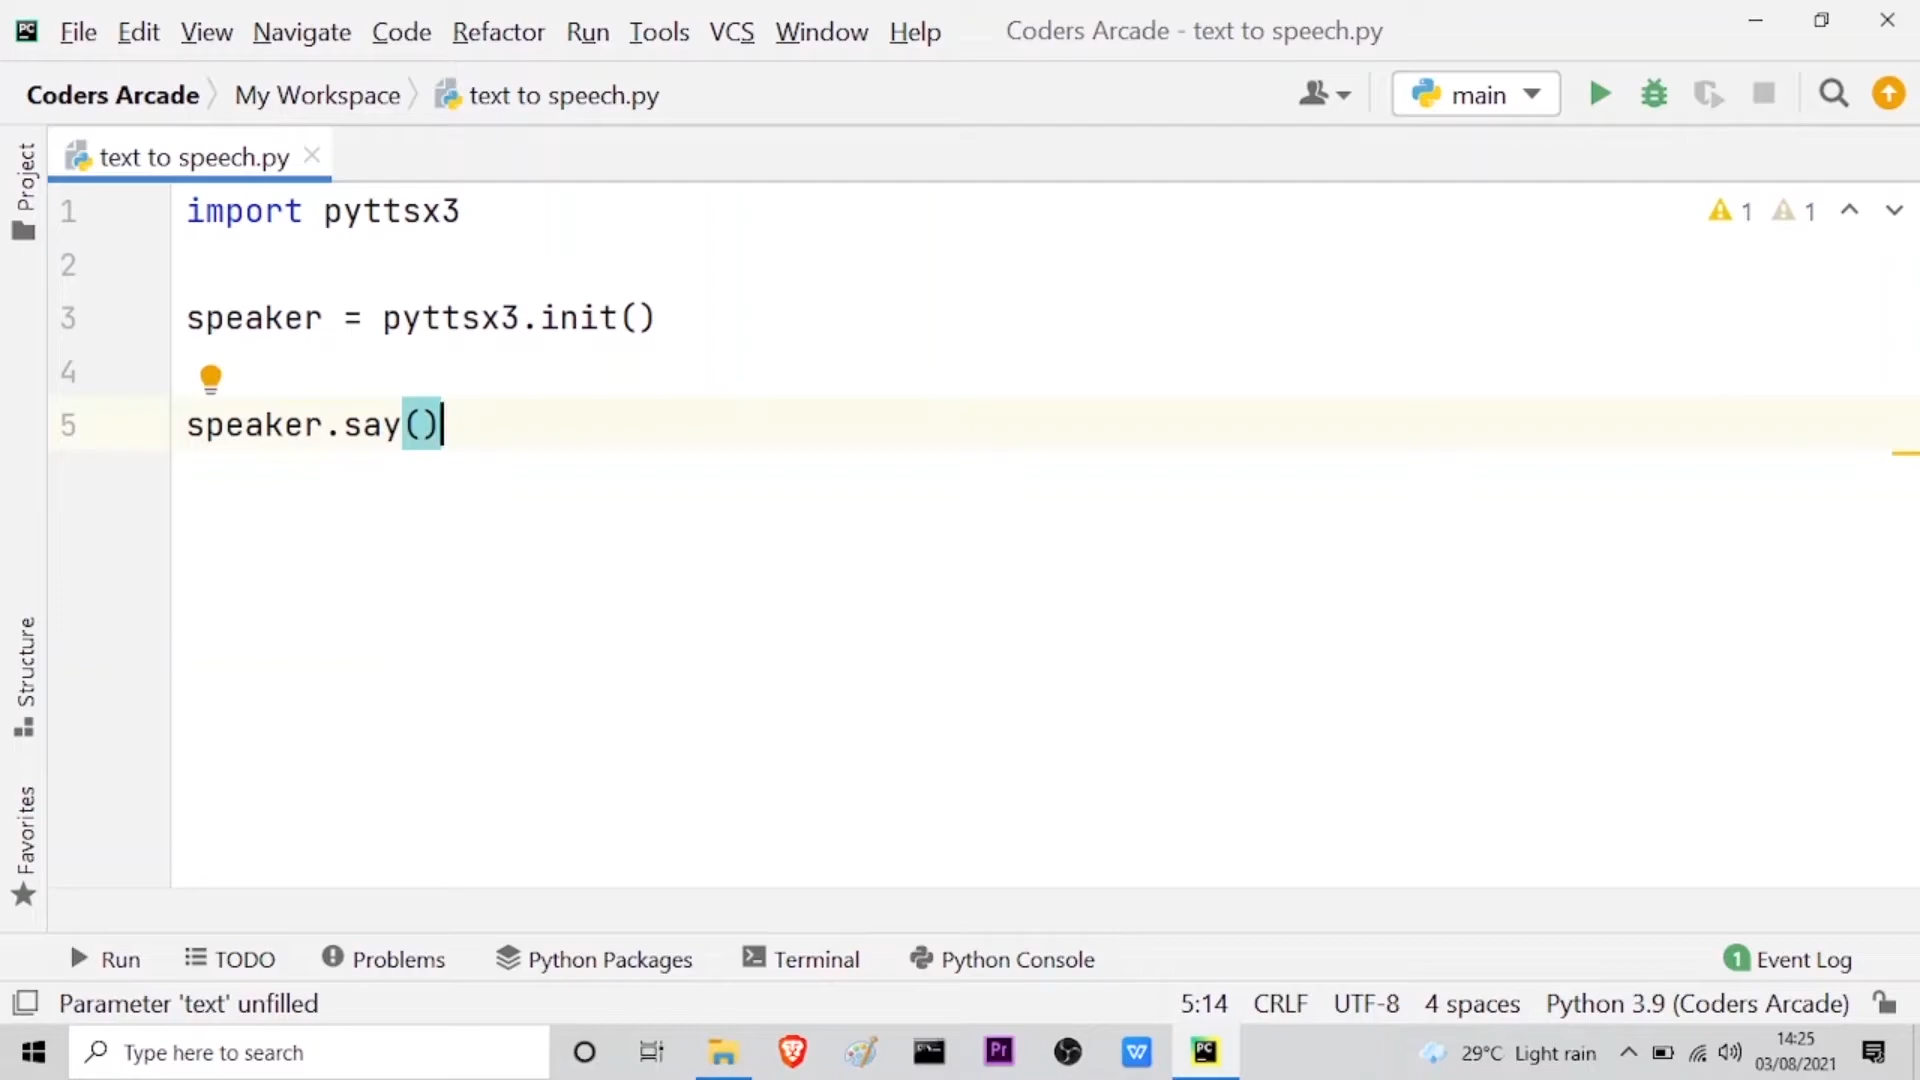 File Edit View Navigate Code Refactor Run Tools VCS Window Help Coders Arcade - text to speech.py
Coders Arcade My Workspace text to speech.py main
text to speech.py
Project
Structure
Favorites
1 import pyttsx3
1 1
2
3 speaker = pyttsx3.init()
4
5 speaker.say()
Run TODO Problems Python Packages Terminal Python Console 1 Event Log
Parameter 'text' unfilled 5:14 CRLF UTF-8 4 spaces Python 3.9 (Coders Arcade)
Type here to search Pr W PC 29°C Light rain 14:25
03/08/2021